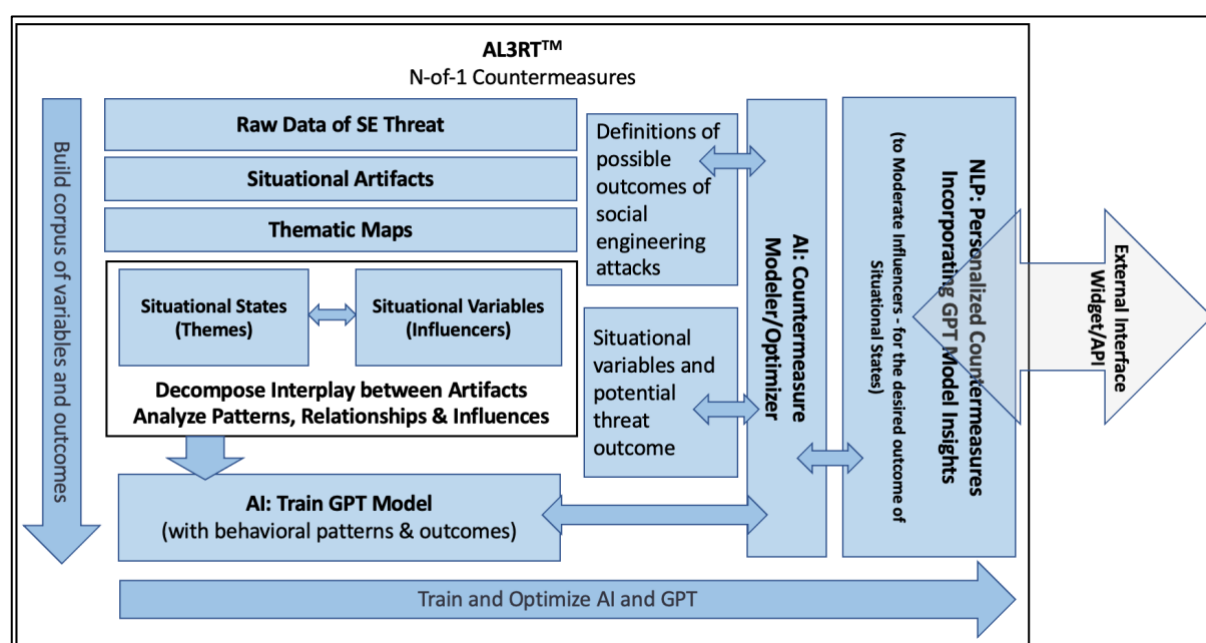 AL3RT™
N-of-1 Countermeasures
Build corpus of variables and outcomes
Raw Data of SE Threat
Situational Artifacts
Thematic Maps
Situational States
(Themes)
Situational Variables
(Influencers)
Decompose Interplay between Artifacts
Analyze Patterns, Relationships & Influences
AI: Train GPT Model
(with behavioral patterns & outcomes)
Definitions of
possible
outcomes of
social
engineering
attacks
Situational
variables and
potential
threat
outcome
AI: Countermeasure
Modeler/Optimizer
NLP: Personalized Countermeasures
Incorporating GPT Model Insights
(to Moderate Influencers - for the desired outcome of
Situational States)
External Interface
Widget/API
Train and Optimize AI and GPT